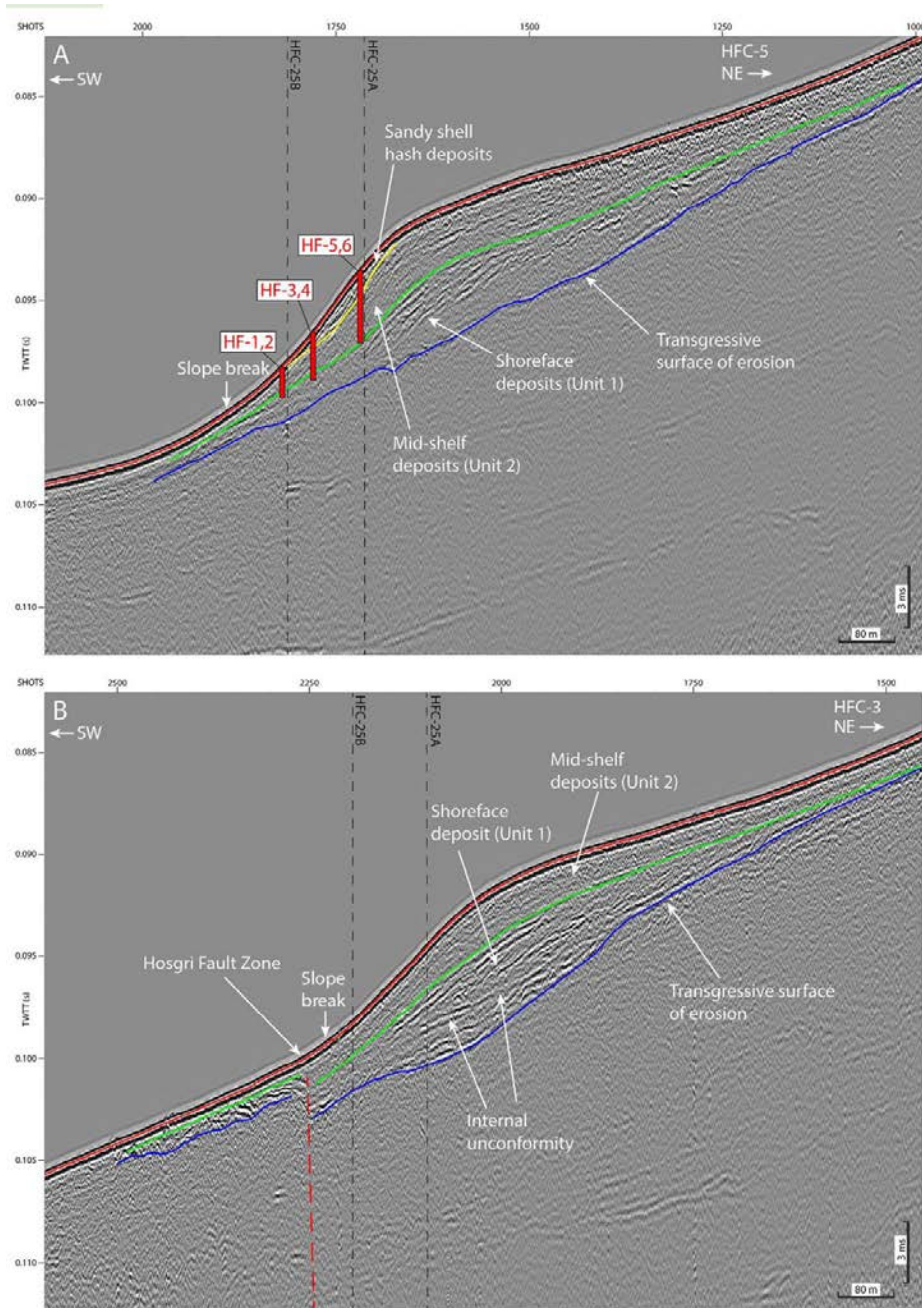 SHOTS 2000 1750 1500 1250 1000
A
← SW
HFC-25B
HFC-25A
HFC-5
NE →
0.085
0.090
0.095
0.100
0.105
0.110
TWTT (s)
Sandy shell
hash deposits
HF-5,6
HF-3,4
HF-1,2
Slope break
Shoreface
deposits (Unit 1)
Transgressive
surface of erosion
Mid-shelf
deposits (Unit 2)
3 ms
80 m
SHOTS 2500 2250 2000 1750 1500
B
← SW
HFC-25B
HFC-25A
HFC-3
NE →
0.085
0.090
0.095
0.100
0.105
0.110
TWTT (s)
Mid-shelf
deposits (Unit 2)
Shoreface
deposit (Unit 1)
Hosgri Fault Zone
Slope
break
Transgressive surface
of erosion
Internal
unconformity
3 ms
80 m